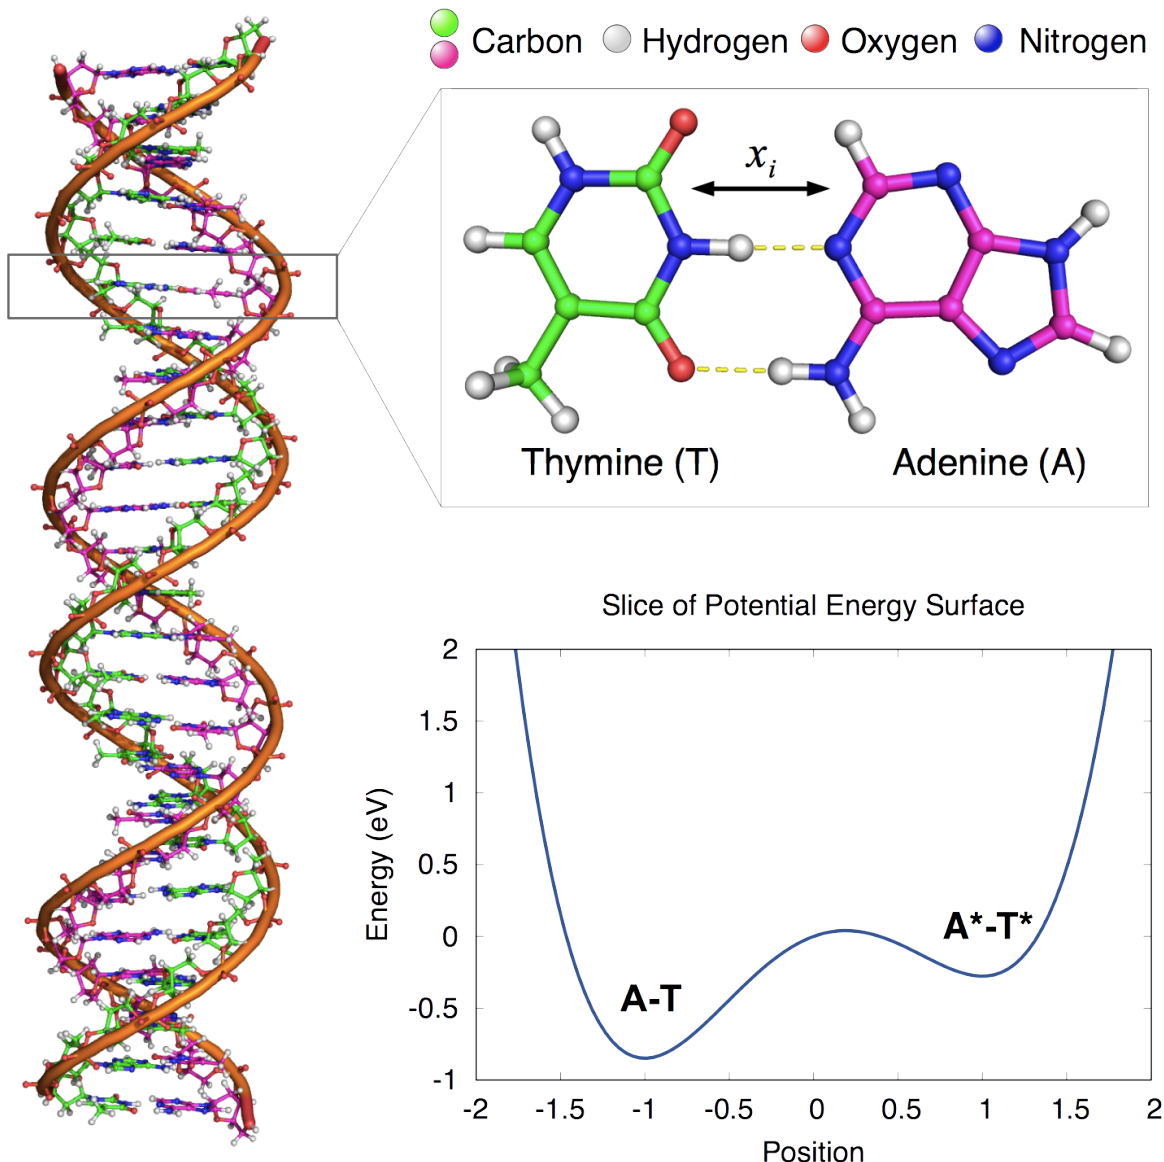 Carbon Hydrogen Oxygen Nitrogen
xi
Thymine (T) Adenine (A)
Slice of Potential Energy Surface
2
1.5
1
0.5
0
-0.5
-1
Energy (eV)
A-T
A*-T*
-2 -1.5 -1 -0.5 0 0.5 1 1.5 2
Position